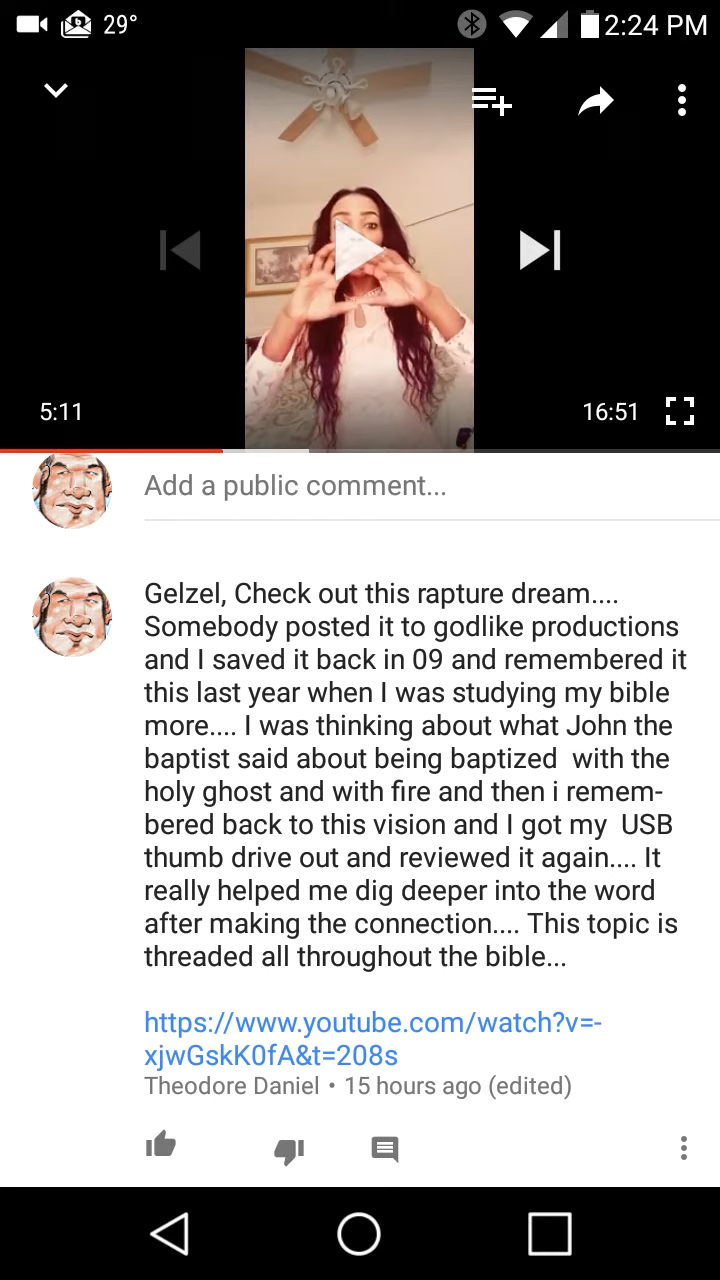 29°
2:24 PM
5:11
16:51
Add a public comment...
Gelzel, Check out this rapture dream....
Somebody posted it to godlike productions
and I saved it back in 09 and remembered it
this last year when I was studying my bible
more.... I was thinking about what John the
baptist said about being baptized  with the
holy ghost and with fire and then i remem-
bered back to this vision and I got my  USB
thumb drive out and reviewed it again.... It
really helped me dig deeper into the word
after making the connection.... This topic is
threaded all throughout the bible...
https://www.youtube.com/watch?v=-
xjwGskK0fA&t=208s
Theodore Daniel • 15 hours ago (edited)